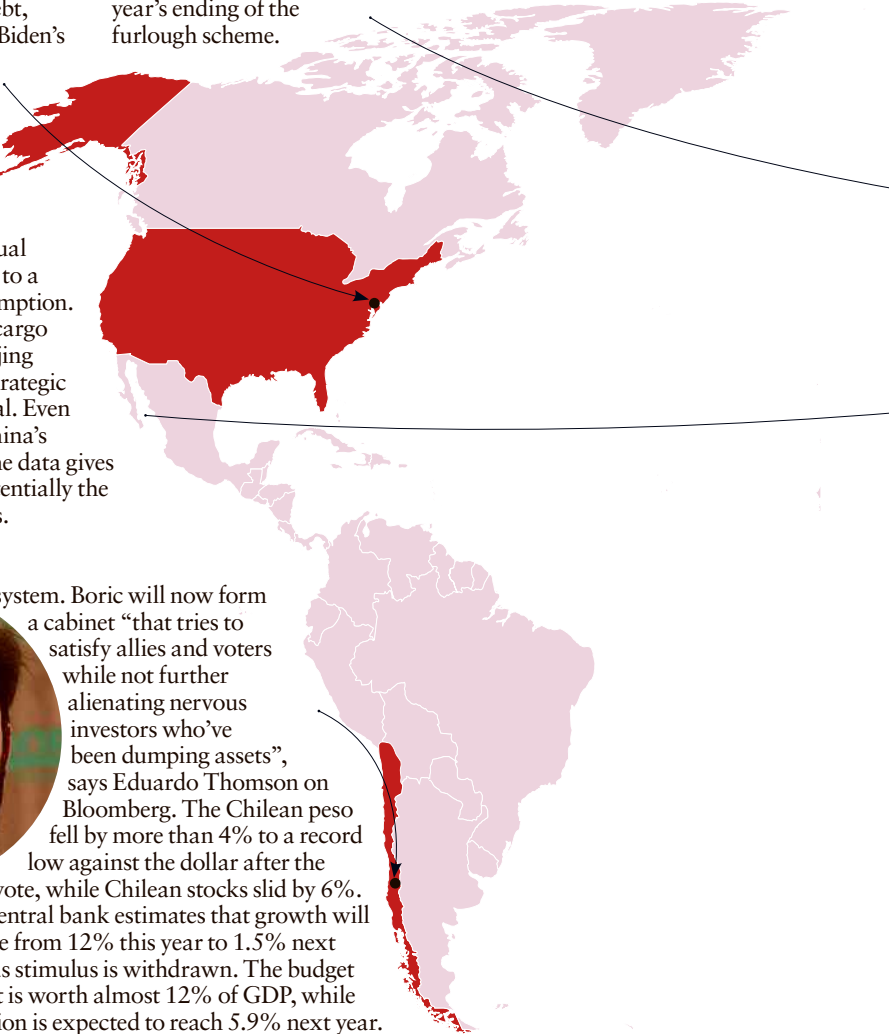 ebt,
Biden's
year's ending of the
furlough scheme.
ual
to a
mption.
cargo
jing
rategic
al. Even
ina's
e data gives
entially the
s.
system. Boric will now form
a cabinet “that tries to
satisfy allies and voters
while not further
alienating nervous
investors who've
been dumping assets”,
says Eduardo Thomson on
Bloomberg. The Chilean peso
fell by more than 4% to a record
low against the dollar after the
vote, while Chilean stocks slid by 6%.
entral bank estimates that growth will
e from 12% this year to 1.5% next
s stimulus is withdrawn. The budget
t is worth almost 12% of GDP, while
ion is expected to reach 5.9% next year.